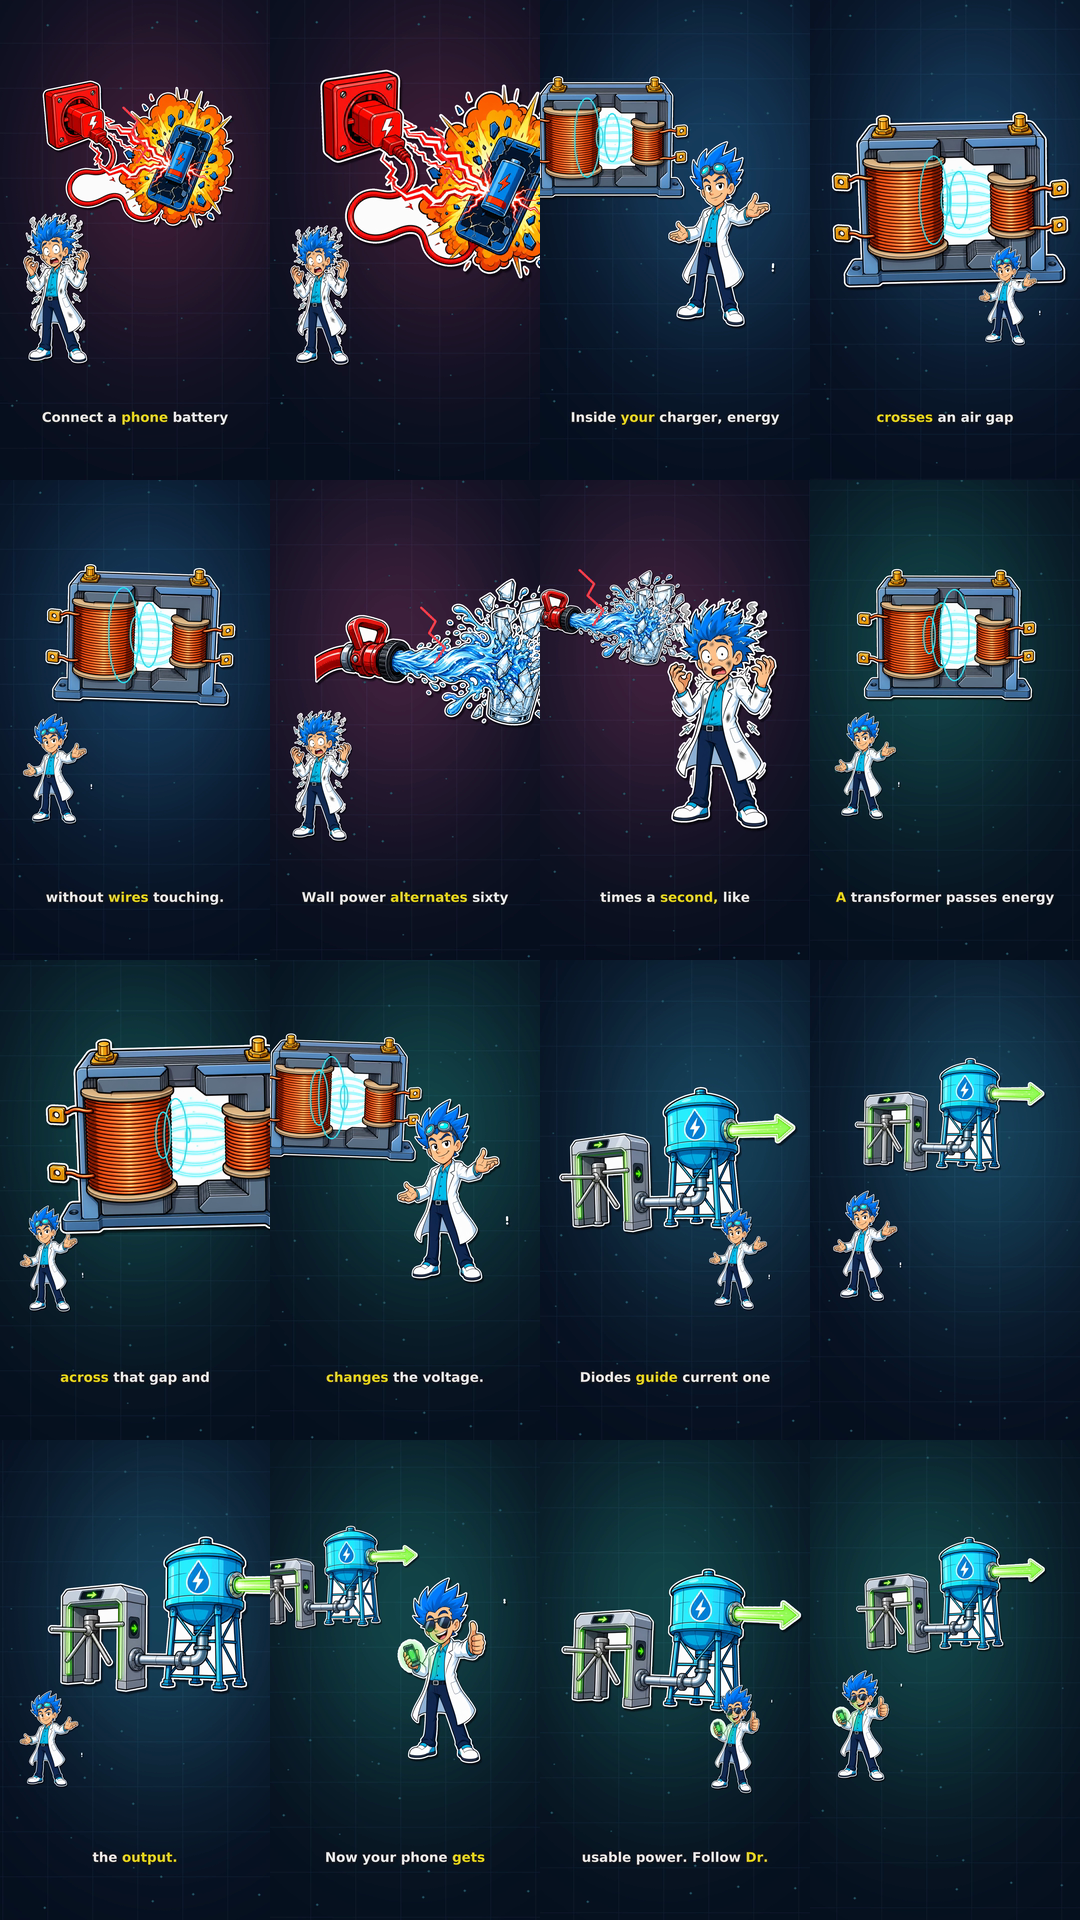 Connect a phone battery
Inside your charger, energy
!
crosses an air gap
!
without wires touching.
!
Wall power alternates sixty
times a second, like
A transformer passes energy
!
across that gap and
!
changes the voltage.
!
Diodes guide current one
!
!
the output.
!
Now your phone gets
usable power. Follow Dr.